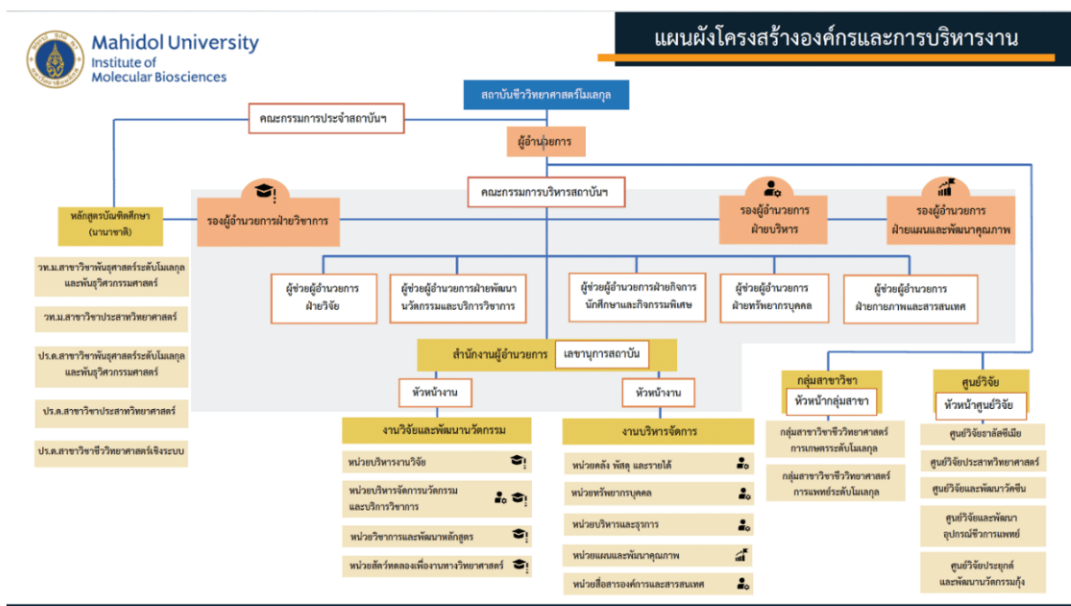 Mahidol University
Institute of
Molecular Biosciences
แผนผังโครงสร้างองค์กรและการบริหารงาน
สถาบันชีววิทยาศาสตร์โมเลกุล
คณะกรรมการประจำสถาบันฯ
ผู้อำนวยการ
คณะกรรมการบริหารสถาบันฯ
หลักสูตรบัณฑิตศึกษา
(นานาชาติ)
รองผู้อำนวยการฝ่ายวิชาการ
รองผู้อำนวยการ
ฝ่ายบริหาร
รองผู้อำนวยการ
ฝ่ายแผนและพัฒนาคุณภาพ
วท.ม.สาขาวิชาพันธุศาสตร์ระดับโมเลกุล
และพันธุวิศวกรรมศาสตร์
วท.ม.สาขาวิชาประสาทวิทยาศาสตร์
ปร.ด.สาขาวิชาพันธุศาสตร์ระดับโมเลกุล
และพันธุวิศวกรรมศาสตร์
ปร.ด.สาขาวิชาประสาทวิทยาศาสตร์
ปร.ด.สาขาวิชาชีววิทยาศาสตร์เชิงระบบ
ผู้ช่วยผู้อำนวยการ
ฝ่ายวิจัย
ผู้ช่วยผู้อำนวยการฝ่ายพัฒนา
นวัตกรรมและบริการวิชาการ
ผู้ช่วยผู้อำนวยการฝ่ายกิจการ
นักศึกษาและกิจกรรมพิเศษ
ผู้ช่วยผู้อำนวยการ
ฝ่ายทรัพยากรบุคคล
ผู้ช่วยผู้อำนวยการ
ฝ่ายกายภาพและสารสนเทศ
สำนักงานผู้อำนวยการ
เลขานุการสถาบัน
หัวหน้างาน
หัวหน้างาน
งานวิจัยและพัฒนานวัตกรรม
หน่วยบริหารงานวิจัย
หน่วยบริหารจัดการนวัตกรรม
และบริการวิชาการ
หน่วยวิชาการและพัฒนาหลักสูตร
หน่วยสัตว์ทดลองเพื่องานทางวิทยาศาสตร์
งานบริหารจัดการ
หน่วยคลัง พัสดุ และรายได้
หน่วยทรัพยากรบุคคล
หน่วยบริหารและธุรการ
หน่วยแผนและพัฒนาคุณภาพ
หน่วยสื่อสารองค์การและสารสนเทศ
กลุ่มสาขาวิชา
หัวหน้ากลุ่มสาขา
กลุ่มสาขาวิชาชีววิทยาศาสตร์
การเกษตรระดับโมเลกุล
กลุ่มสาขาวิชาชีววิทยาศาสตร์
การแพทย์ระดับโมเลกุล
ศูนย์วิจัย
หัวหน้าศูนย์วิจัย
ศูนย์วิจัยธาลัสซีเมีย
ศูนย์วิจัยประสาทวิทยาศาสตร์
ศูนย์วิจัยและพัฒนาวัคซีน
ศูนย์วิจัยและพัฒนา
อุปกรณ์ชีวการแพทย์
ศูนย์วิจัยประยุกต์
และพัฒนานวัตกรรมกุ้ง